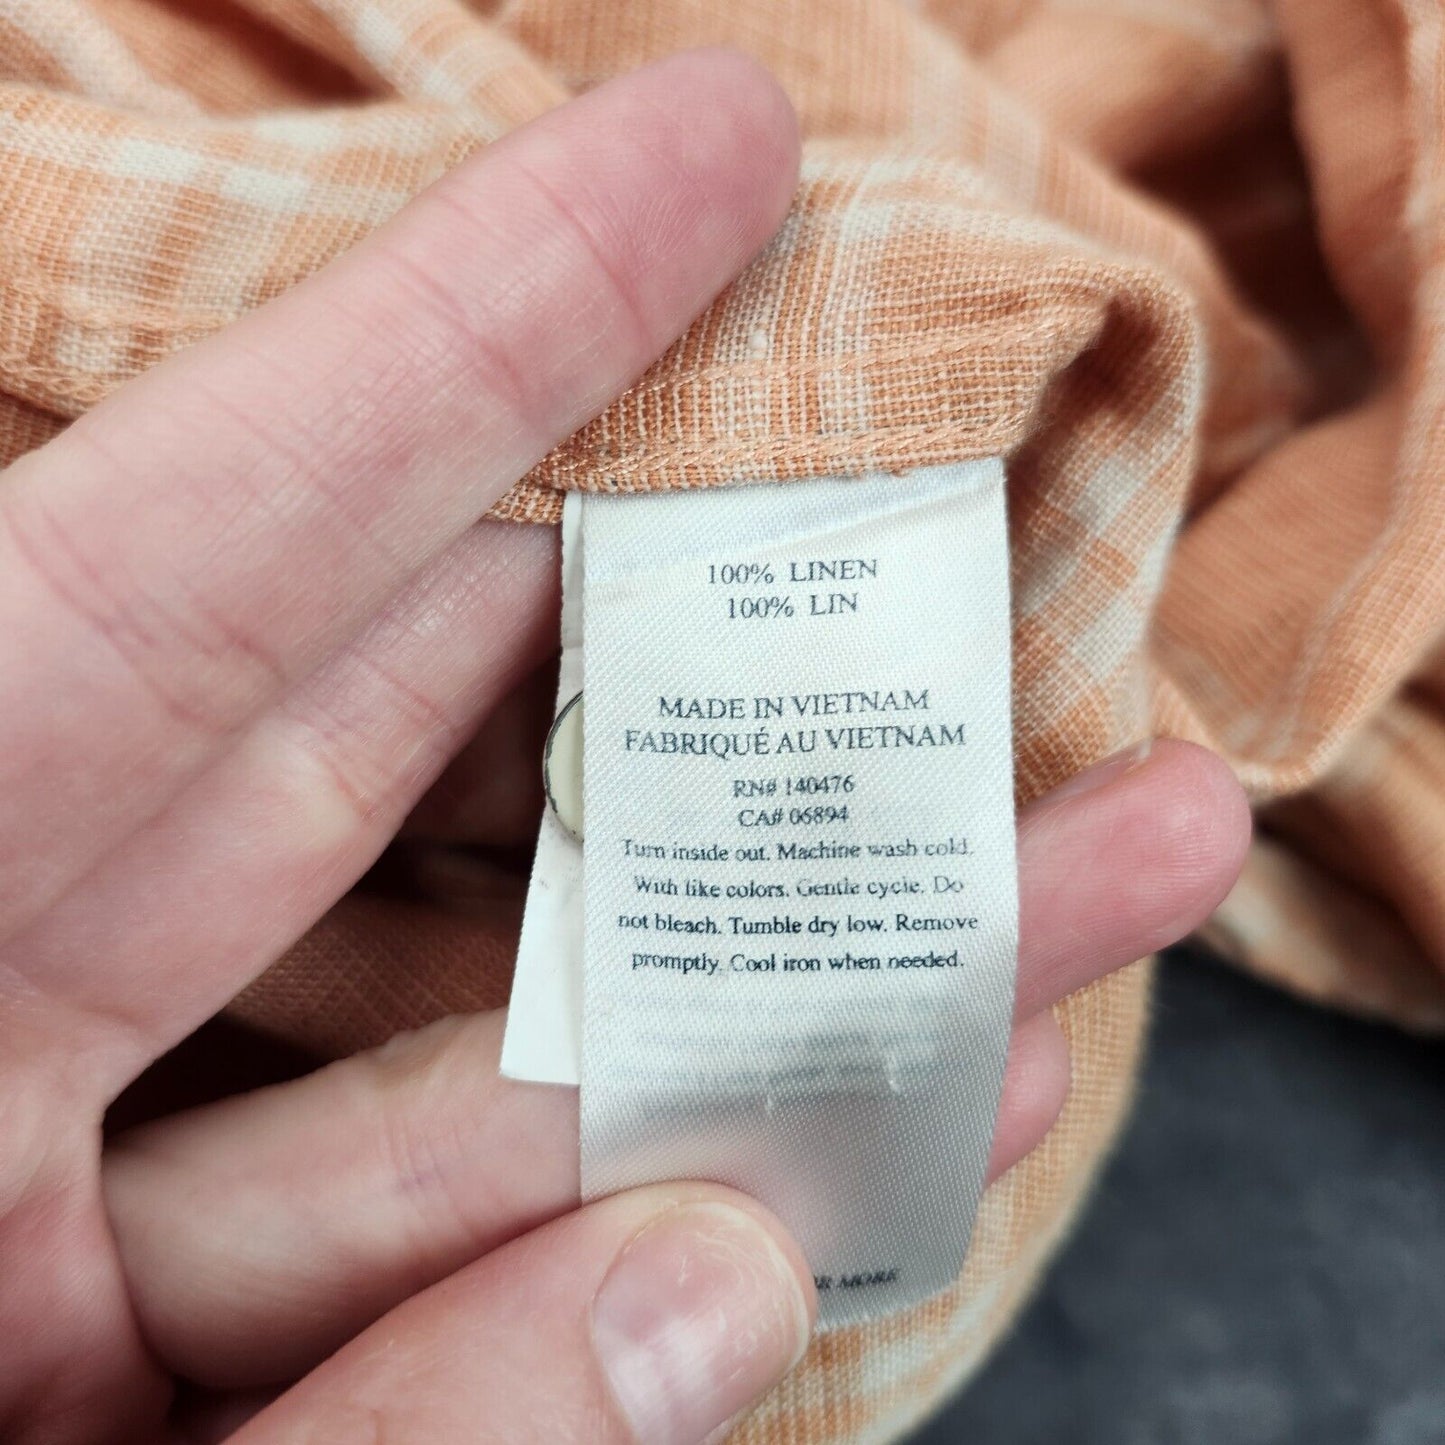 100% LINEN
100% LIN
MADE IN VIETNAM
FABRIQUÉ AU VIETNAM
RN# 140476
CA# 06894
Turn inside out. Machine wash cold.
With like colors. Gentle cycle. Do
not bleach. Tumble dry low. Remove
promptly. Cool iron when needed.
MORE